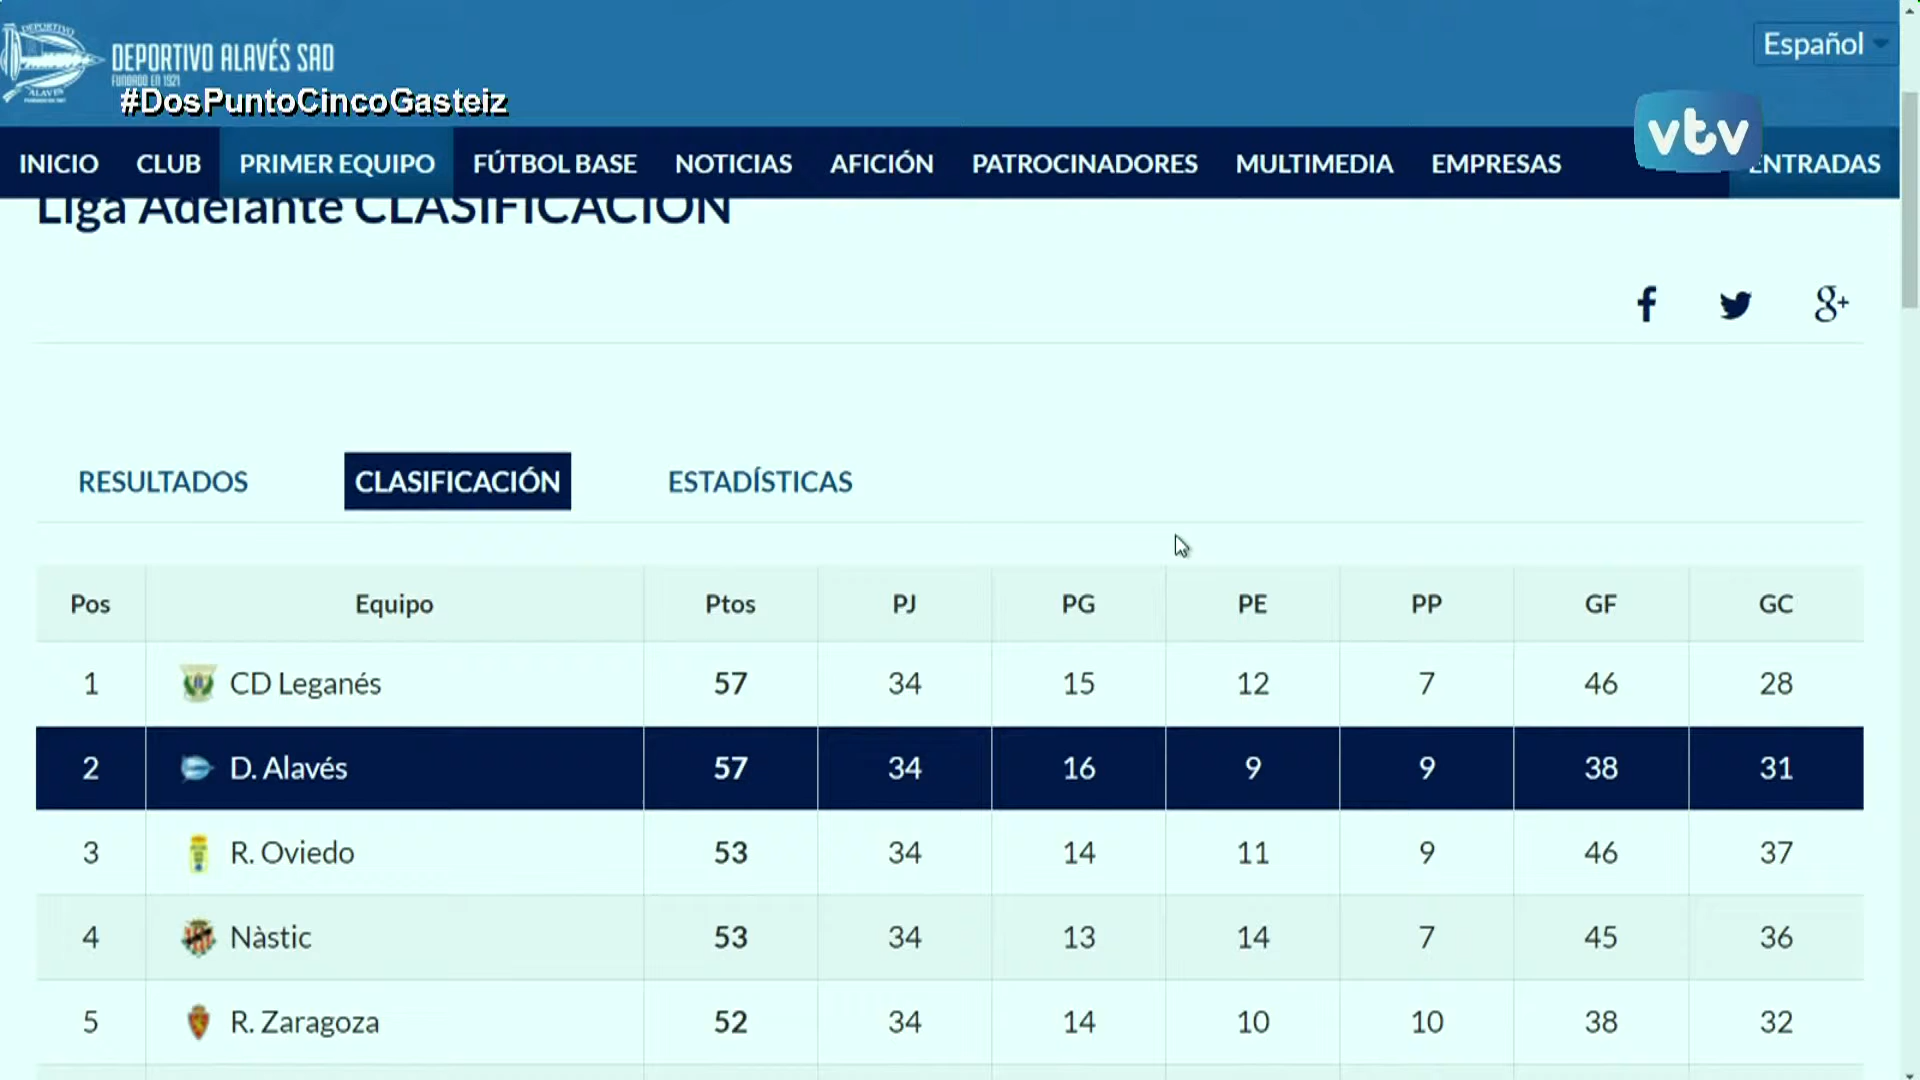 DEPORTIVO ALAVÉS SAD
FUNDADO EN 1921
#DosPuntoCincoGasteiz
Español
vtv
INICIO CLUB PRIMER EQUIPO FÚTBOL BASE NOTICIAS AFICIÓN PATROCINADORES MULTIMEDIA EMPRESAS ENTRADAS
Liga Adelante CLASIFICACIÓN
f g+
RESULTADOS CLASIFICACIÓN ESTADÍSTICAS
Pos Equipo Ptos PJ PG PE PP GF GC
1 CD Leganés 57 34 15 12 7 46 28
2 D. Alavés 57 34 16 9 9 38 31
3 R. Oviedo 53 34 14 11 9 46 37
4 Nàstic 53 34 13 14 7 45 36
5 R. Zaragoza 52 34 14 10 10 38 32